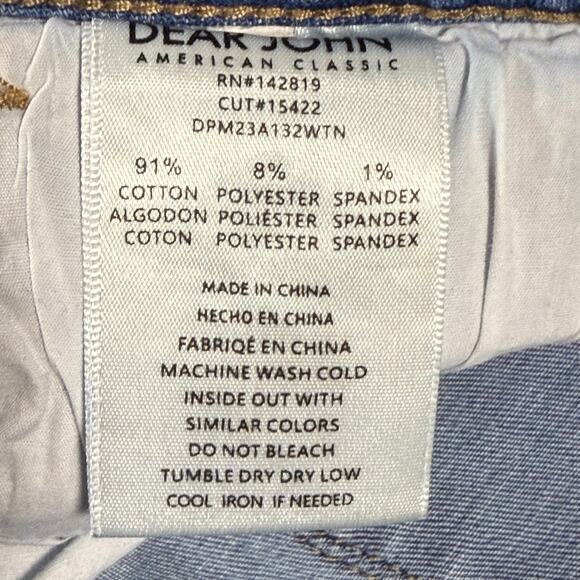 DEAR JOHN
AMERICAN CLASSIC
RN#142819
CUT#15422
DPM23A132WTN
91% 8% 1%
COTTON POLYESTER SPANDEX
ALGODON POLIÉSTER SPANDEX
COTON POLYESTER SPANDEX
MADE IN CHINA
HECHO EN CHINA
FABRIQÉ EN CHINA
MACHINE WASH COLD
INSIDE OUT WITH
SIMILAR COLORS
DO NOT BLEACH
TUMBLE DRY DRY LOW
COOL IRON IF NEEDED